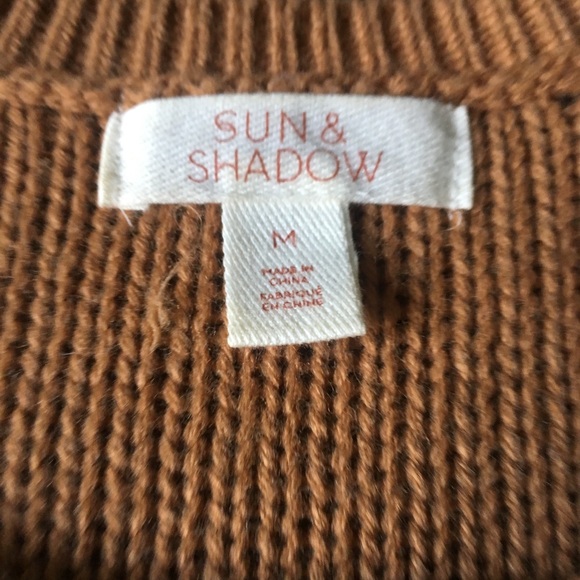 SUN &
SHADOW
M
MADE IN
CHINA
FABRIQUÉ
EN CHINE